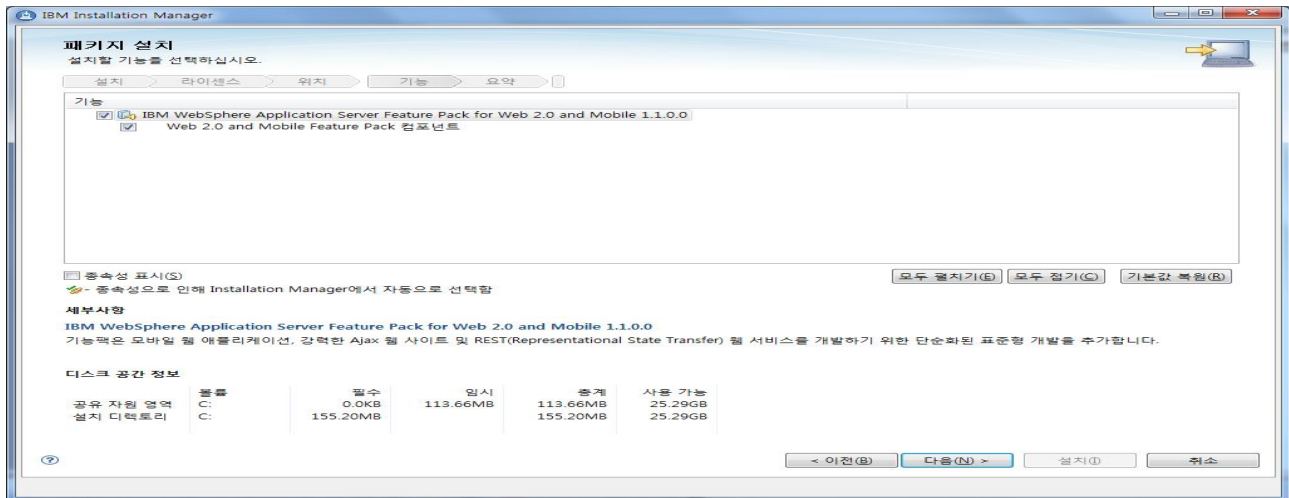 IBM Installation Manager
패키지 설치
설치할 기능을 선택하십시오.
설치 라이센스 위치 기능 요약
기능
IBM WebSphere Application Server Feature Pack for Web 2.0 and Mobile 1.1.0.0
Web 2.0 and Mobile Feature Pack 컴포넌트
종속성 표시(S) 모두 펼치기(E) 모두 접기(C) 기본값 복원(R)
- 종속성으로 인해 Installation Manager에서 자동으로 선택함
세부사항
IBM WebSphere Application Server Feature Pack for Web 2.0 and Mobile 1.1.0.0
기능팩은 모바일 웹 애플리케이션, 강력한 Ajax 웹 사이트 및 REST(Representational State Transfer) 웹 서비스를 개발하기 위한 단순화된 표준형 개발을 추가합니다.
디스크 공간 정보
볼륨 필수 임시 총계 사용 가능
공유 자원 영역 C: 0.0KB 113.66MB 113.66MB 25.29GB
설치 디렉토리 C: 155.20MB 155.20MB 25.29GB
? < 이전(B) 다음(N) > 설치(I) 취소